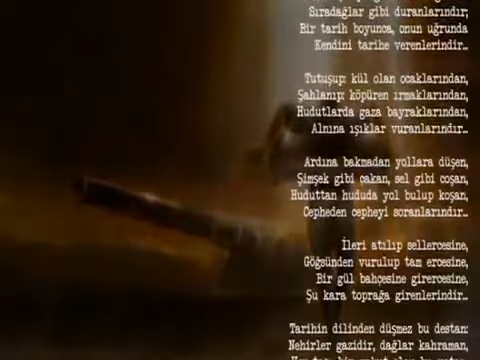 Sıradağlar gibi duranlarındır;
Bir tarih boyunca, onun uğrunda
Kendini tarihe verenlerindir...
Tutuşup: kül olan ocaklarından,
Şahlanıp: köpüren ırmaklarından,
Hudutlarda gaza bayraklarından,
Alnına ışıklar vuranlarındır...
Ardına bakmadan yollara düşen,
Şimşek gibi çakan, sel gibi coşan,
Huduttan hududa yol bulup koşan,
Cepheden cepheyi soranlarındır...
İleri atılıp sellercesine,
Göğsünden vurulup tam ercesine,
Bir gül bahçesine girercesine,
Şu kara toprağa girenlerindir...
Tarihin dilinden düşmez bu destan:
Nehirler gazidir, dağlar kahraman,